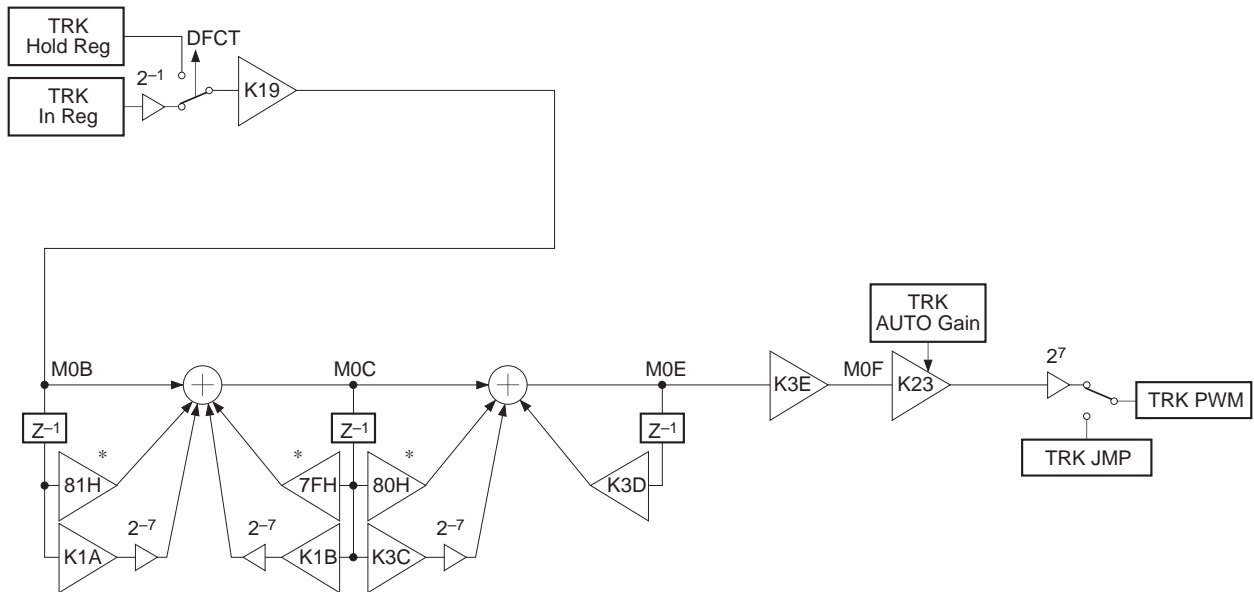 TRK
Hold Reg
DFCT
2–1
TRK
In Reg
K19
TRK
AUTO Gain
M0B
M0C
M0E
K3E
M0F
K23
27
TRK PWM
Z–1
Z–1
Z–1
TRK JMP
*
*
*
81H
7FH
80H
K3D
2–7
2–7
2–7
K1A
K1B
K3C